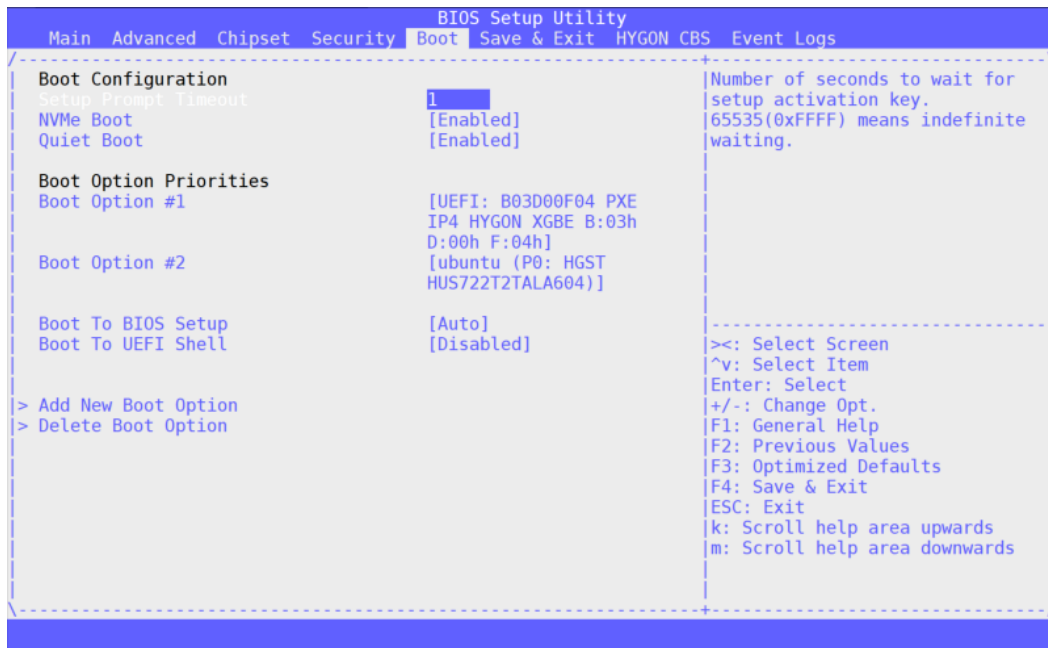 BIOS Setup Utility
Main Advanced Chipset Security Boot Save & Exit HYGON CBS Event Logs
Boot Configuration
Setup Prompt Timeout 1
NVMe Boot [Enabled]
Quiet Boot [Enabled]
Boot Option Priorities
Boot Option #1 [UEFI: B03D00F04 PXE
IP4 HYGON XGBE B:03h
D:00h F:04h]
Boot Option #2 [ubuntu (P0: HGST
HUS722T2TALA604)]
Boot To BIOS Setup [Auto]
Boot To UEFI Shell [Disabled]
> Add New Boot Option
> Delete Boot Option
Number of seconds to wait for
setup activation key.
65535(0xFFFF) means indefinite
waiting.
><: Select Screen
^v: Select Item
Enter: Select
+/-: Change Opt.
F1: General Help
F2: Previous Values
F3: Optimized Defaults
F4: Save & Exit
ESC: Exit
k: Scroll help area upwards
m: Scroll help area downwards